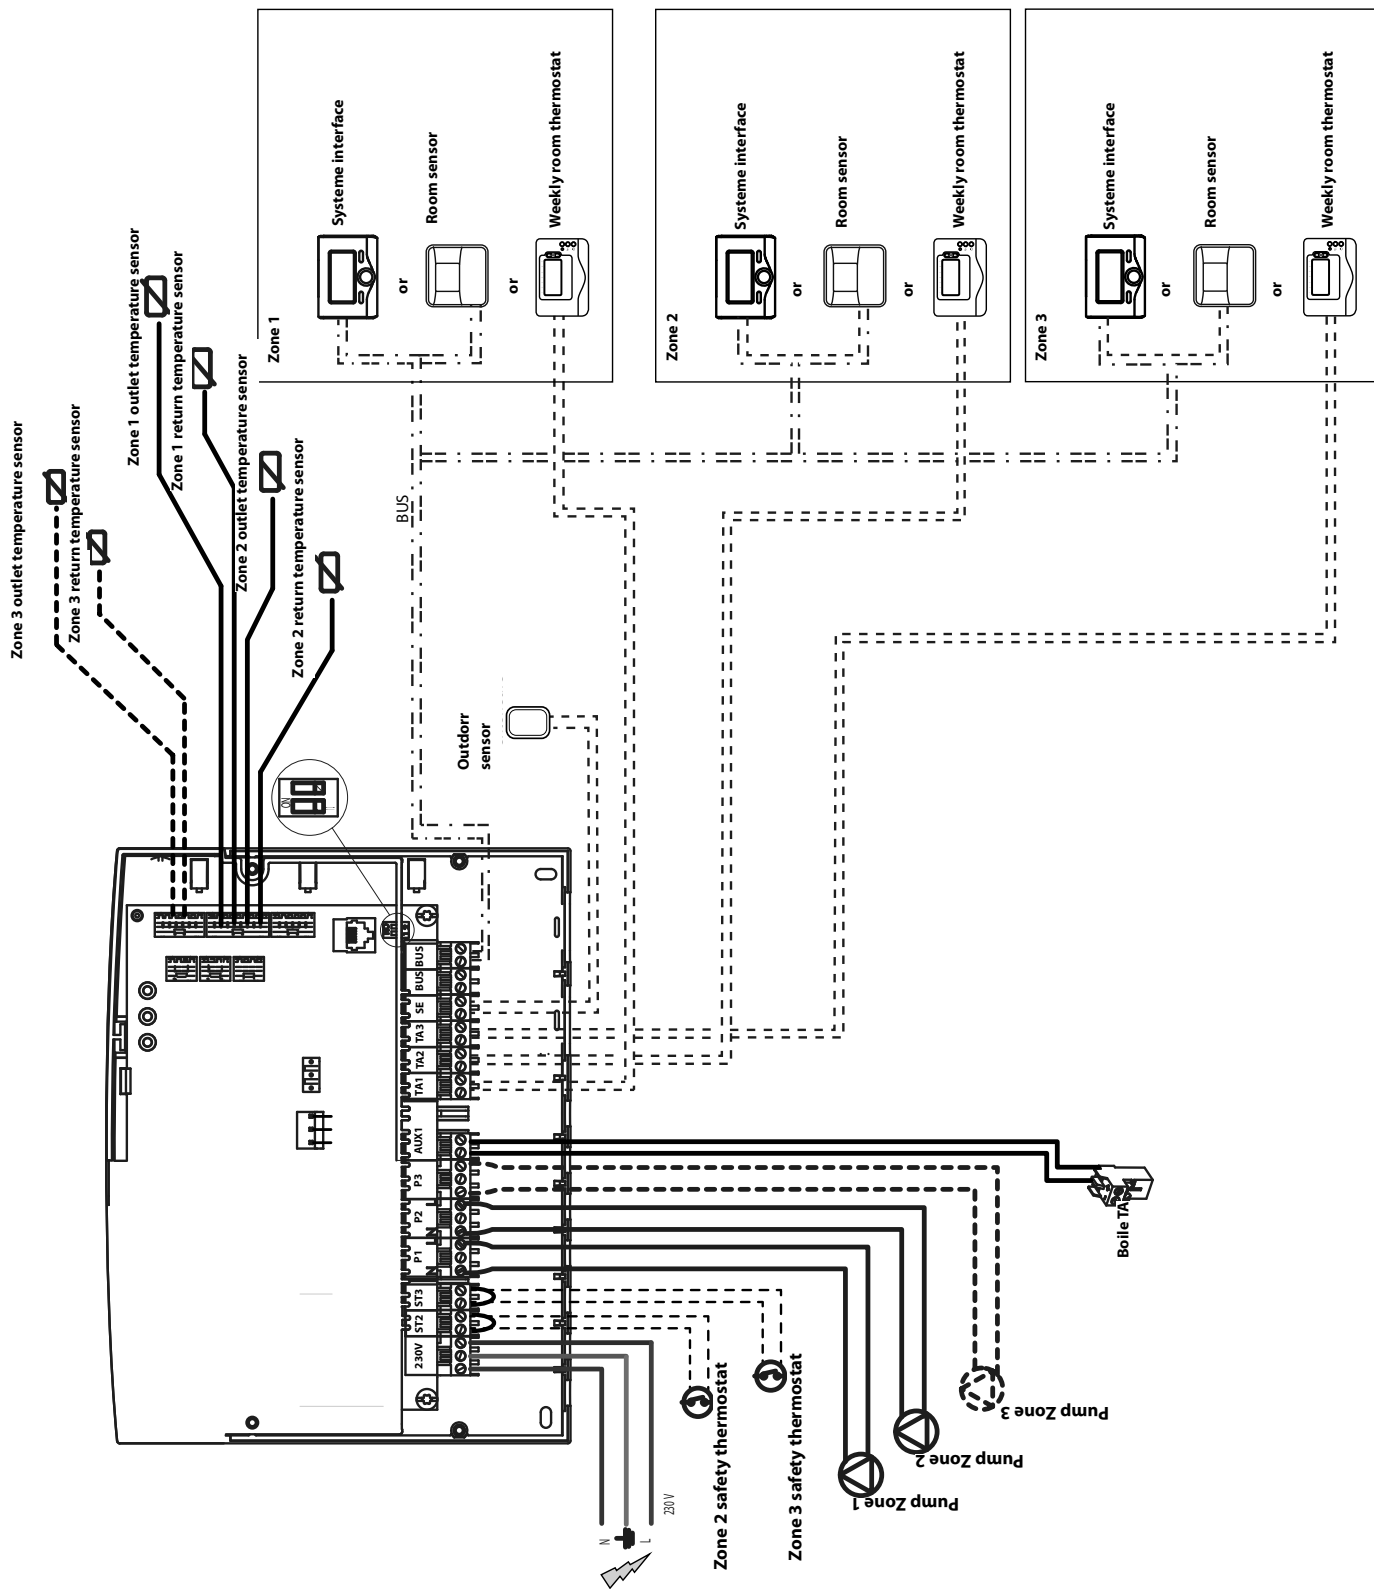 Zone 3 outlet temperature sensor
Zone 3 return temperature sensor
Zone 1 outlet temperature sensor
Zone 1 return temperature sensor
Zone 2 outlet temperature sensor
Zone 2 return temperature sensor
Zone 1
Systeme interface
or
Room sensor
or
Weekly room thermostat
Zone 2
Systeme interface
or
Room sensor
or
Weekly room thermostat
Zone 3
Systeme interface
or
Room sensor
or
Weekly room thermostat
BUS
Outdorr
sensor
ON
230V
ST2
ST3
P1
P2
P3
AUX1
TA1
TA2
TA3
SE
BUS
BUS
N
L
N
L
N
L
230 V
Zone 2 safety thermostat
Zone 3 safety thermostat
Pump Zone 1
Pump Zone 2
Pump Zone 3
Boile TA